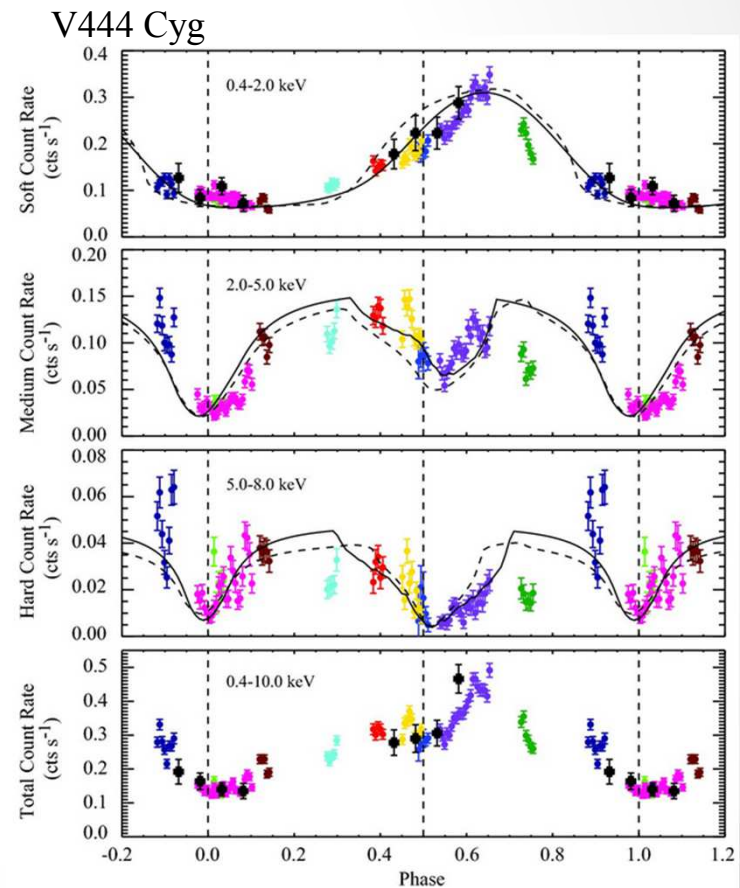 V444 Cyg
0.4
0.3
0.2
0.1
0.0
Soft Count Rate
(cts s⁻¹)
0.4-2.0 keV
0.20
0.15
0.10
0.05
0.00
Medium Count Rate
(cts s⁻¹)
2.0-5.0 keV
0.08
0.06
0.04
0.02
0.00
Hard Count Rate
(cts s⁻¹)
5.0-8.0 keV
0.5
0.4
0.3
0.2
0.1
0.0
Total Count Rate
(cts s⁻¹)
0.4-10.0 keV
-0.2 0.0 0.2 0.4 0.6 0.8 1.0 1.2
Phase